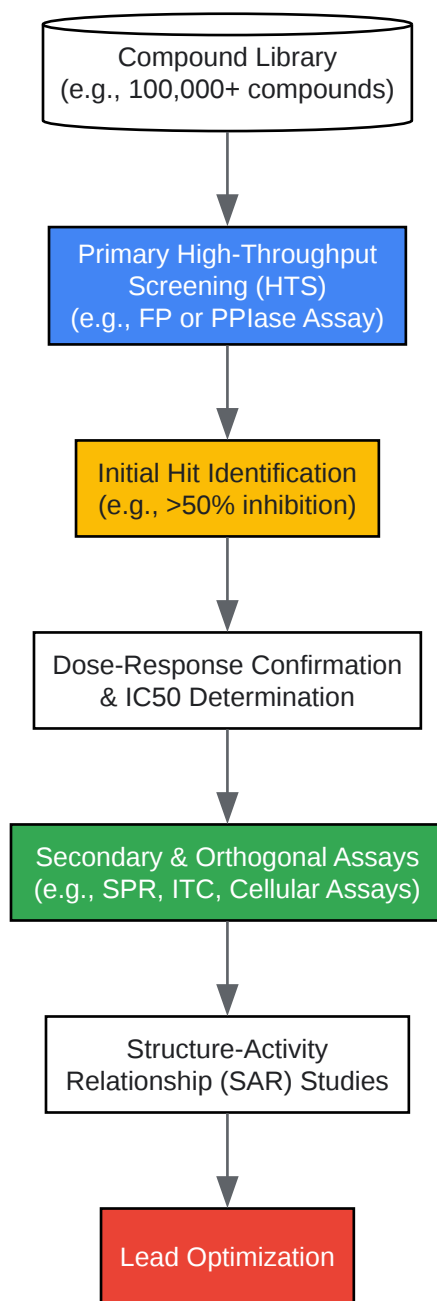 Compound Library
(e.g., 100,000+ compounds)
Primary High-Throughput
Screening (HTS)
(e.g., FP or PPIase Assay)
Initial Hit Identification
(e.g., >50% inhibition)
Dose-Response Confirmation
& IC50 Determination
Secondary & Orthogonal Assays
(e.g., SPR, ITC, Cellular Assays)
Structure-Activity
Relationship (SAR) Studies
Lead Optimization